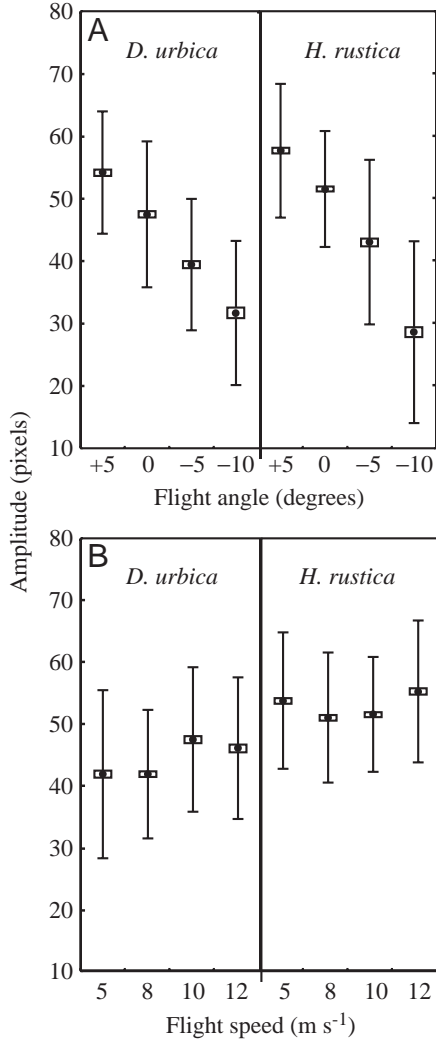 A
D. urbica
H. rustica
80
70
60
50
40
30
20
10
+5 0 −5 −10 +5 0 −5 −10
Flight angle (degrees)
Amplitude (pixels)
B
D. urbica
H. rustica
80
70
60
50
40
30
20
10
5 8 10 12 5 8 10 12
Flight speed (m s-1)